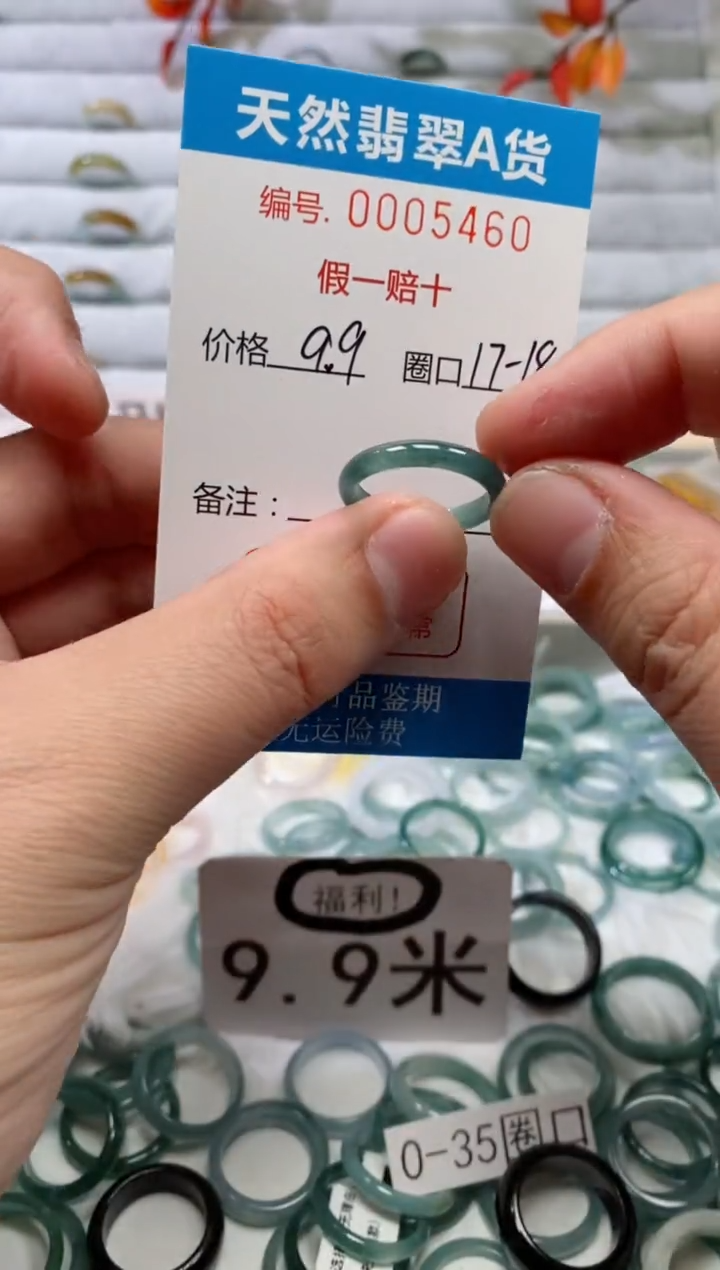 天然翡翠A货
编号. 0005460
假一赔十
价格 9.9 圈口 17-18
备注：
品鉴期
无运险费
福利!
9.9米
0-35圈口